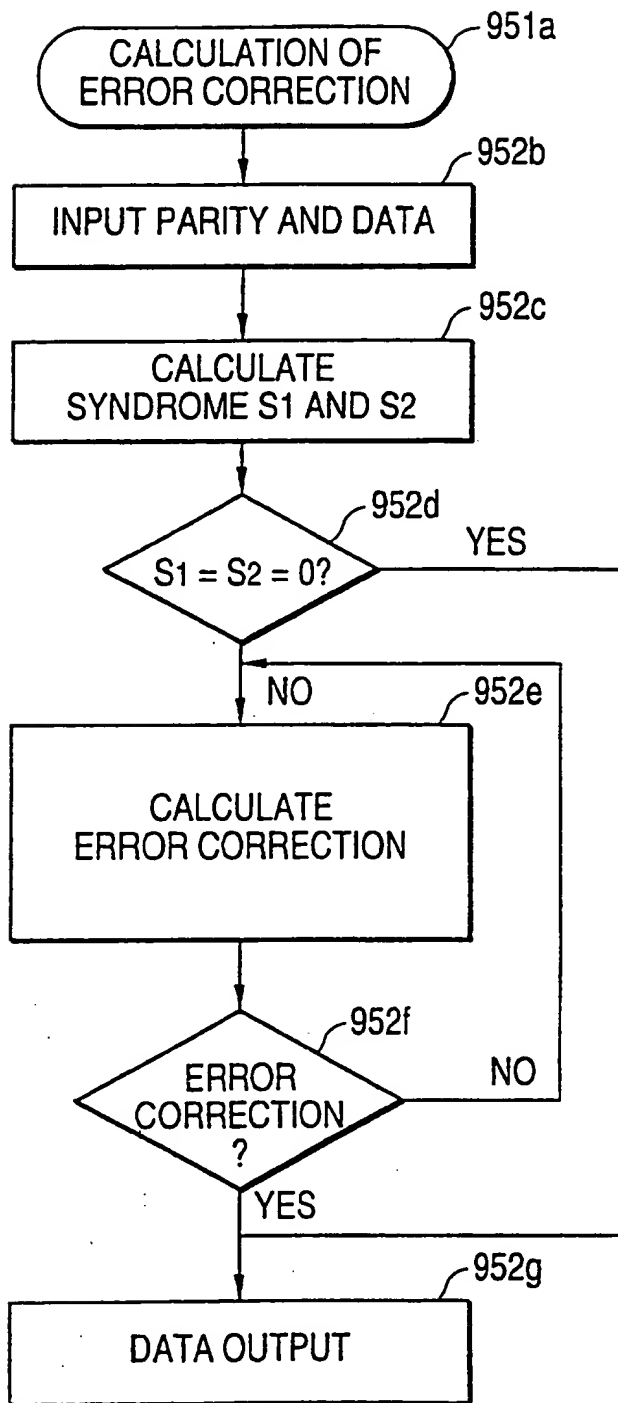 951a
CALCULATION OF
ERROR CORRECTION
952b
INPUT PARITY AND DATA
952c
CALCULATE
SYNDROME S1 AND S2
952d
S1 = S2 = 0?
YES
NO
952e
CALCULATE
ERROR CORRECTION
952f
ERROR
CORRECTION
?
NO
YES
952g
DATA OUTPUT